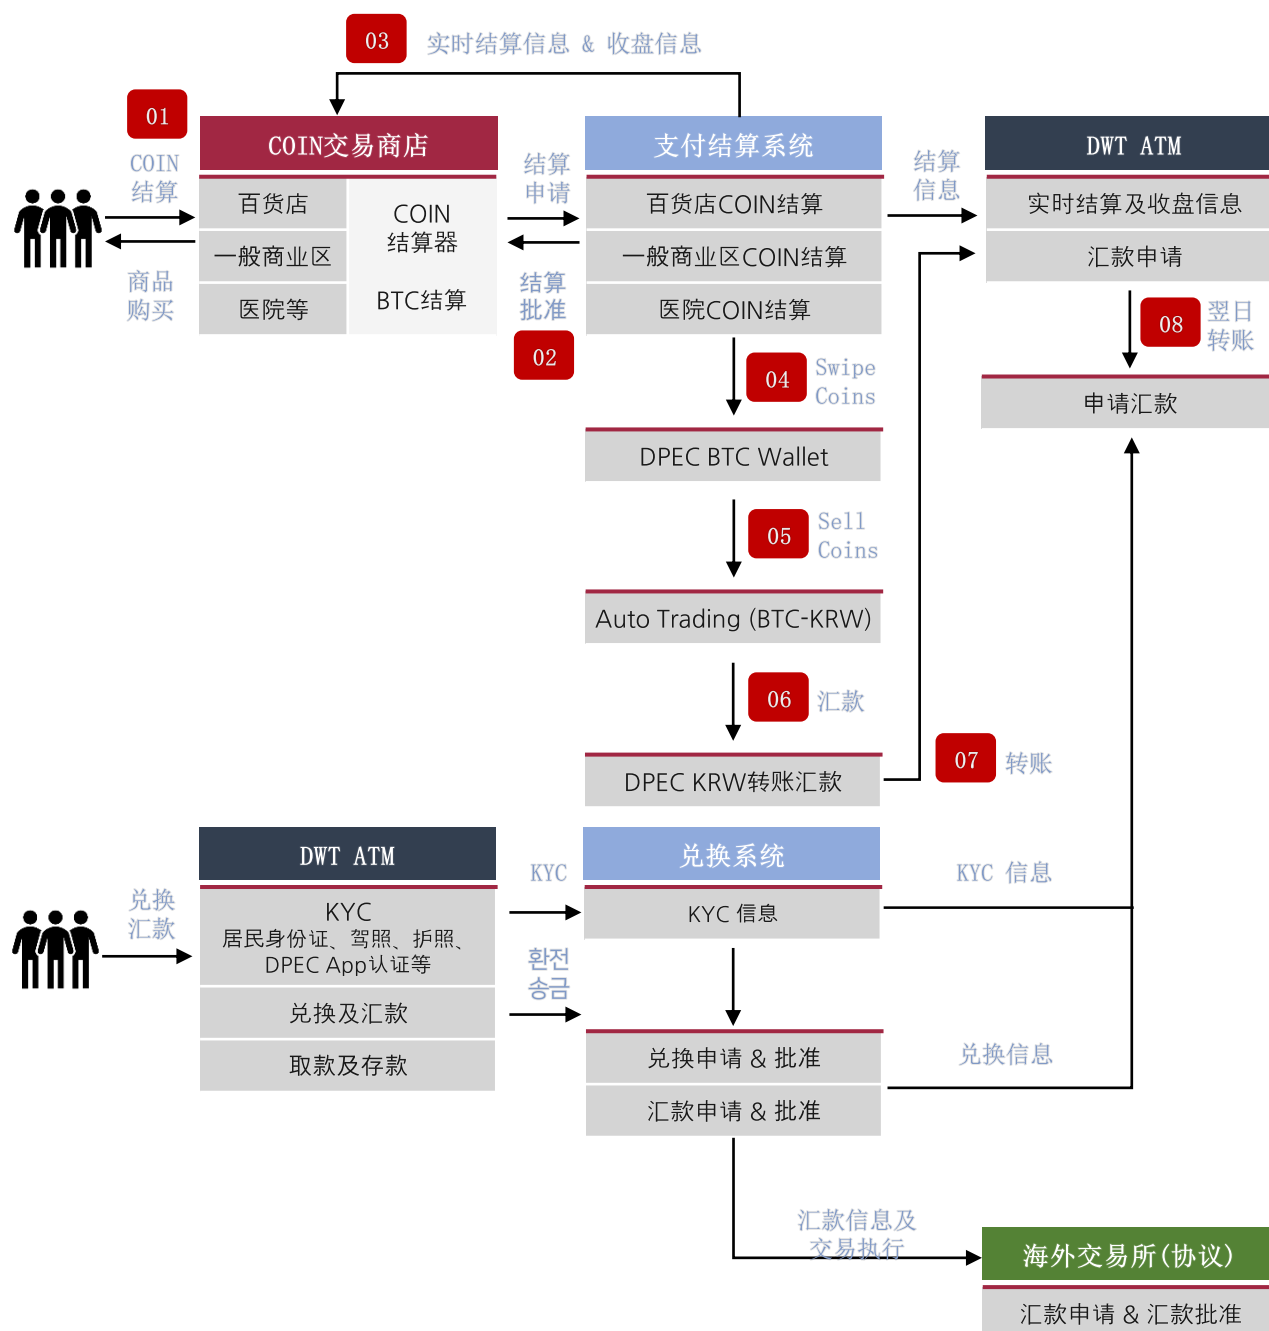 03
实时结算信息 & 收盘信息
01
COIN
结算
COIN交易商店
百货店
一般商业区
医院等
COIN
结算器
BTC结算
商品
购买
结算
申请
结算
批准
02
支付结算系统
百货店COIN结算
一般商业区COIN结算
医院COIN结算
结算
信息
DWT ATM
实时结算及收盘信息
汇款申请
08
翌日
转账
申请汇款
04
Swipe
Coins
DPEC BTC Wallet
05
Sell
Coins
Auto Trading (BTC-KRW)
06
汇款
DPEC KRW转账汇款
07
转账
兑换
汇款
DWT ATM
KYC
居民身份证、驾照、护照、
DPEC App认证等
兑换及汇款
取款及存款
KYC
환전
송금
兑换系统
KYC 信息
兑换申请 & 批准
汇款申请 & 批准
KYC 信息
兑换信息
汇款信息及
交易执行
海外交易所(协议)
汇款申请 & 汇款批准